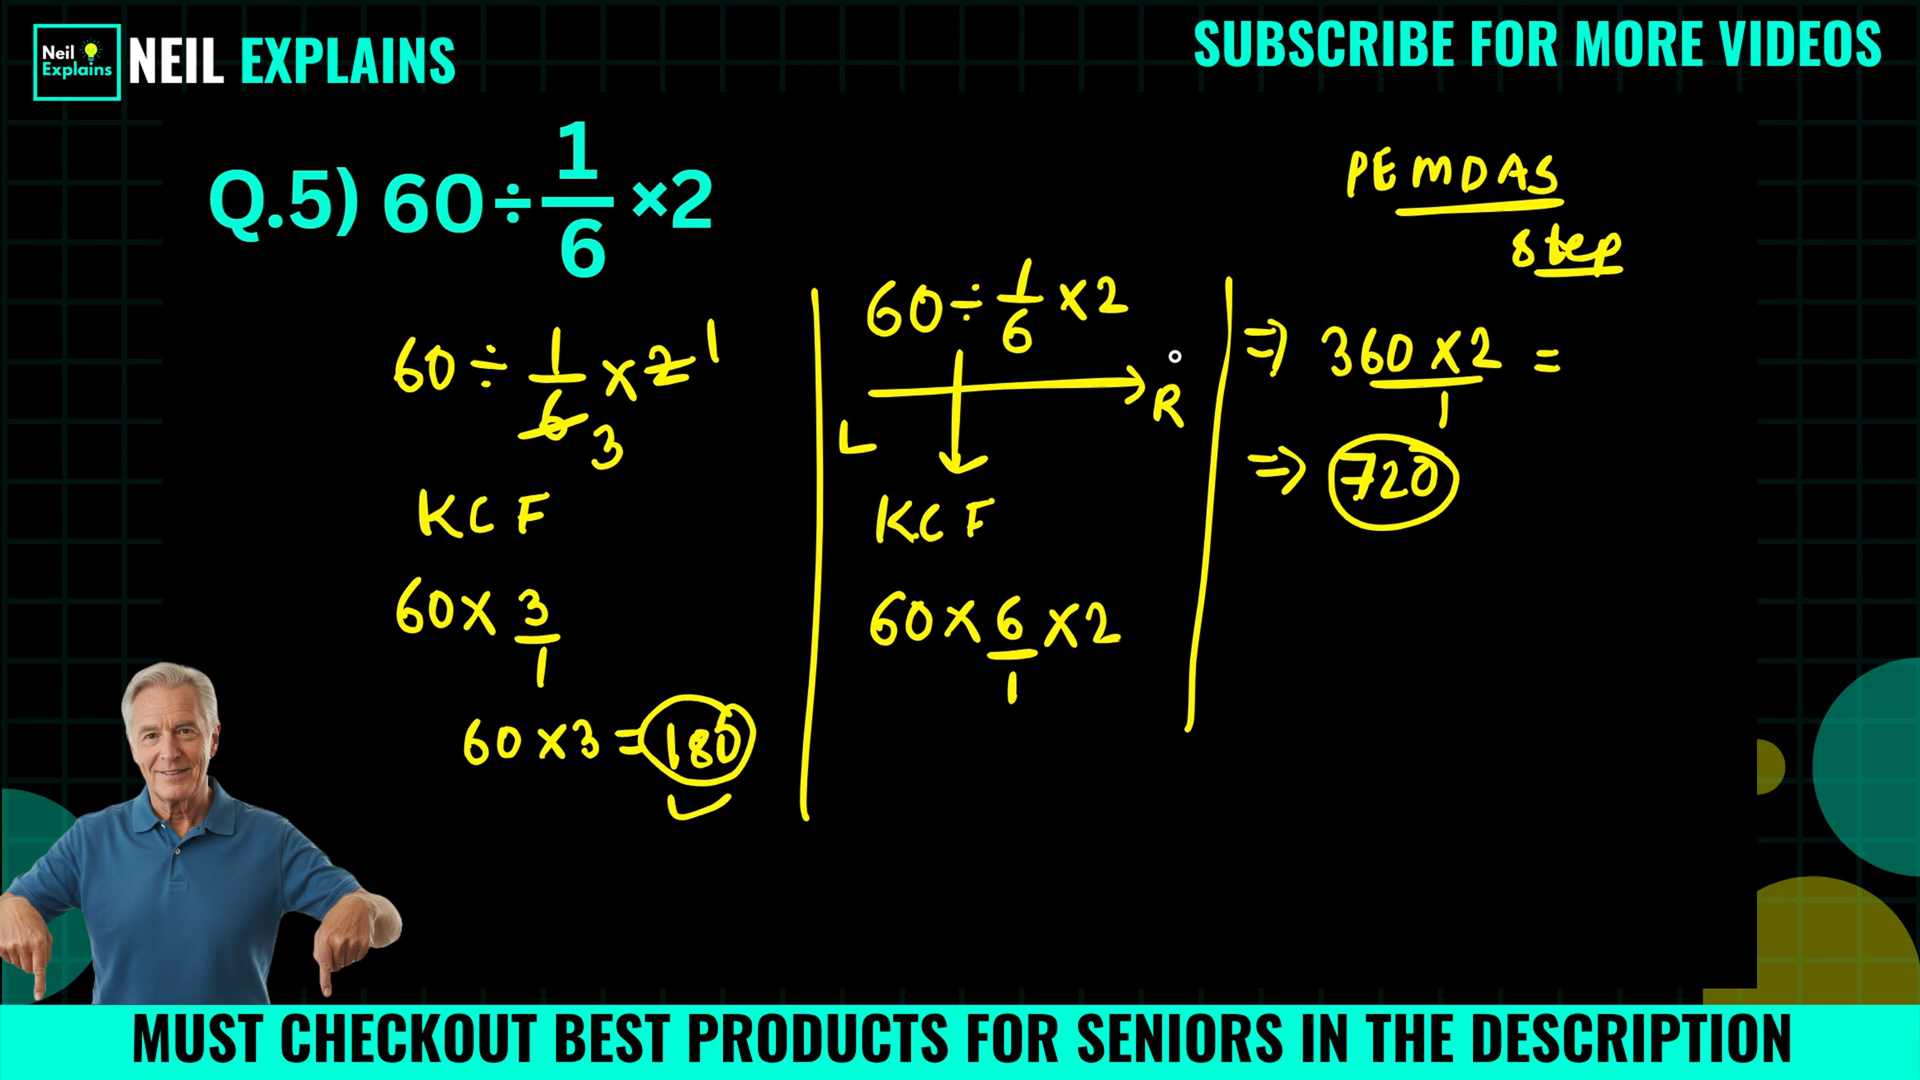 Neil
Explains
NEIL EXPLAINS
SUBSCRIBE FOR MORE VIDEOS
Q.5) 60 ÷ 1/6 ×2
60 ÷ 1/6 × 2 1
3
KCF
60 × 3/1
60 × 3 = 180
60 ÷ 1/6 × 2
L R
KCF
60 × 6/1 × 2
PEMDAS
Step
⇒ 360 × 2/1 =
⇒ 720
MUST CHECKOUT BEST PRODUCTS FOR SENIORS IN THE DESCRIPTION